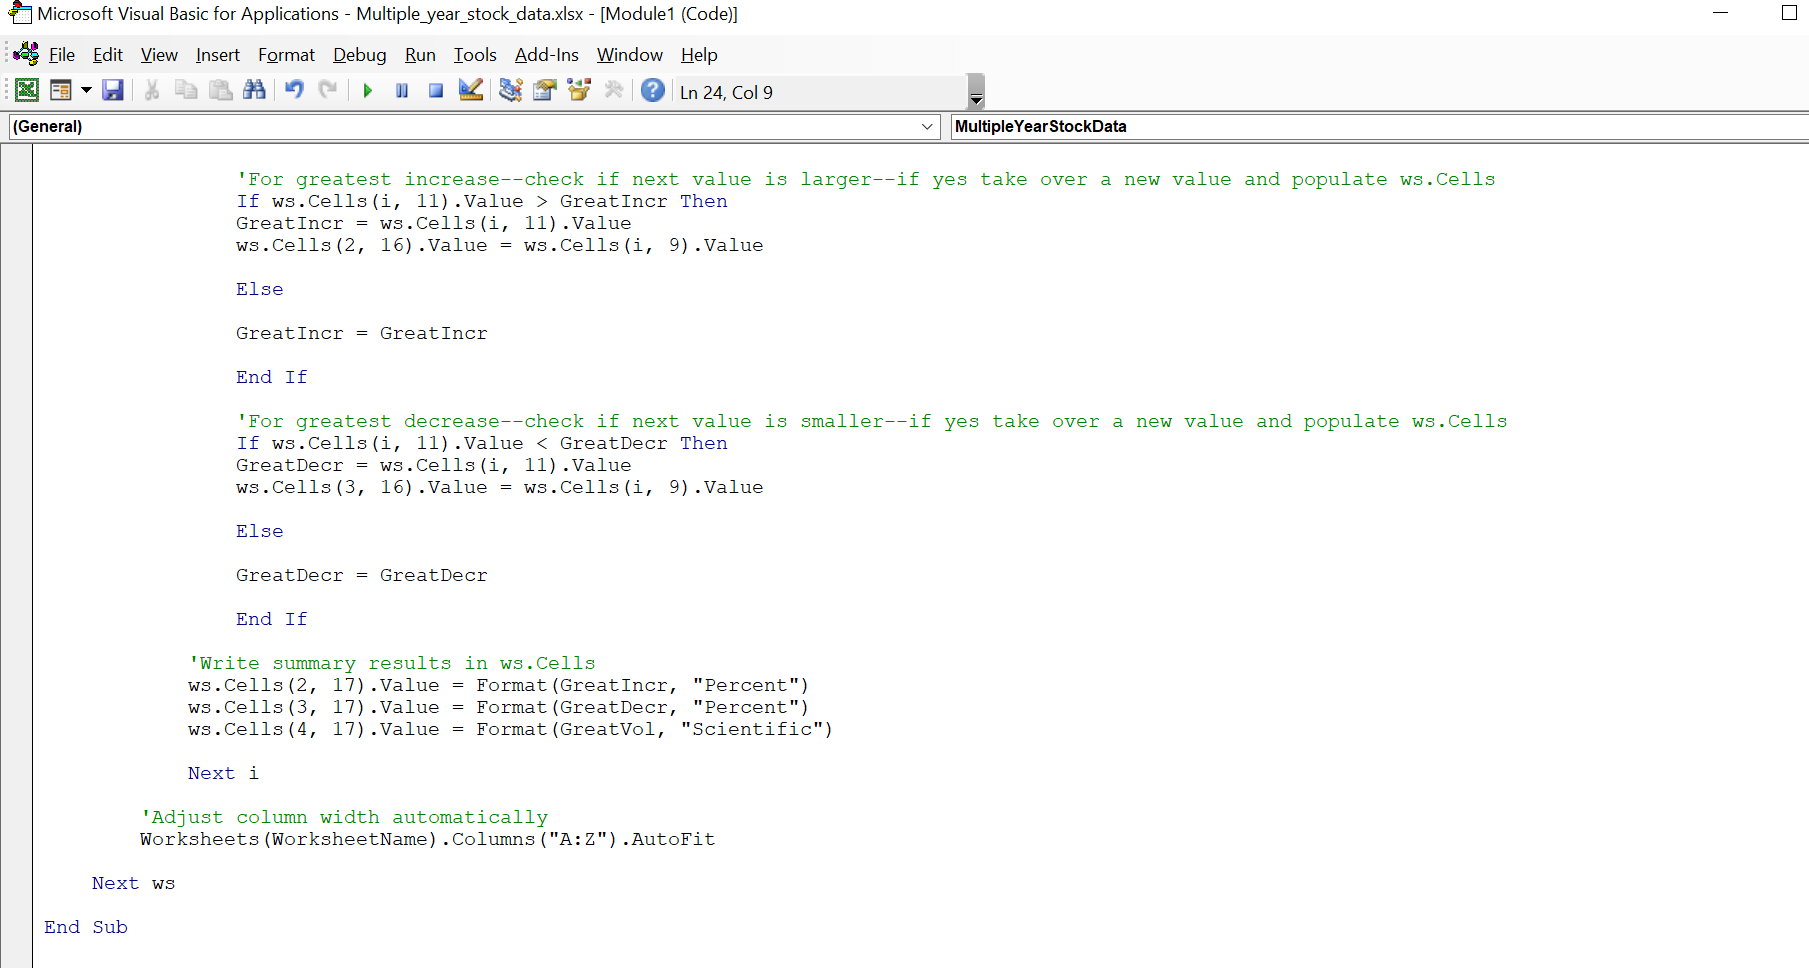 Microsoft Visual Basic for Applications - Multiple_year_stock_data.xlsx - [Module1 (Code)]
File Edit View Insert Format Debug Run Tools Add-Ins Window Help
Ln 24, Col 9
(General) MultipleYearStockData
'For greatest increase--check if next value is larger--if yes take over a new value and populate ws.Cells
If ws.Cells(i, 11).Value > GreatIncr Then
GreatIncr = ws.Cells(i, 11).Value
ws.Cells(2, 16).Value = ws.Cells(i, 9).Value
Else
GreatIncr = GreatIncr
End If
'For greatest decrease--check if next value is smaller--if yes take over a new value and populate ws.Cells
If ws.Cells(i, 11).Value < GreatDecr Then
GreatDecr = ws.Cells(i, 11).Value
ws.Cells(3, 16).Value = ws.Cells(i, 9).Value
Else
GreatDecr = GreatDecr
End If
'Write summary results in ws.Cells
ws.Cells(2, 17).Value = Format(GreatIncr, "Percent")
ws.Cells(3, 17).Value = Format(GreatDecr, "Percent")
ws.Cells(4, 17).Value = Format(GreatVol, "Scientific")
Next i
'Adjust column width automatically
Worksheets(WorksheetName).Columns("A:Z").AutoFit
Next ws
End Sub